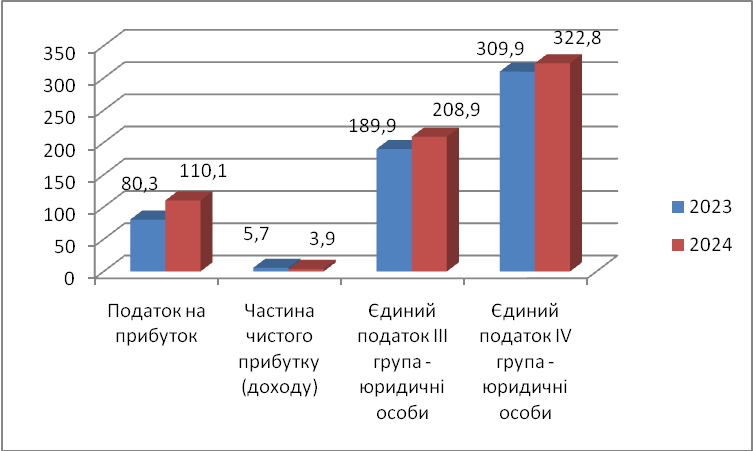 350
300
250
200
150
100
50
0
80,3
110,1
5,7
3,9
189,9
208,9
309,9
322,8
Податок на
прибуток
Частина
чистого
прибутку
(доходу)
Єдиний
податок ІІІ
група -
юридичні
особи
Єдиний
податок IV
група -
юридичні
особи
2023
2024